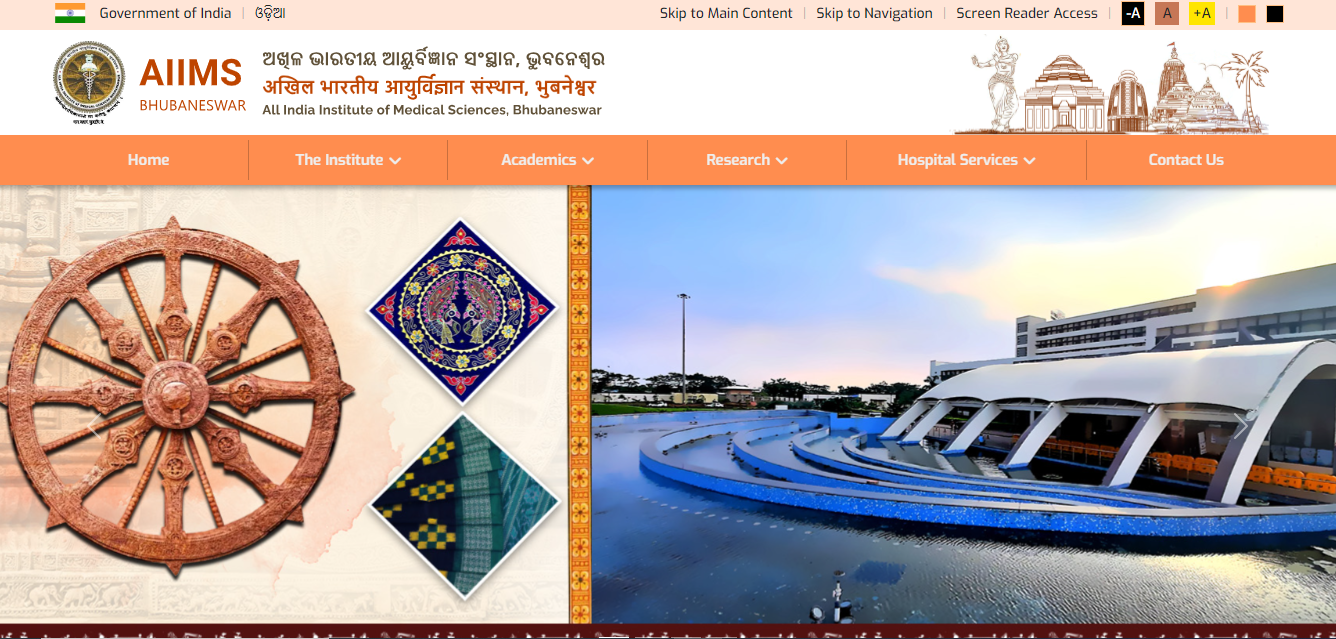 Government of India | ଓଡ଼ିଆ
Skip to Main Content | Skip to Navigation | Screen Reader Access | -A A +A |
AIIMS
BHUBANESWAR
ଅଖିଳ ଭାରତୀୟ ଆୟୁର୍ବିଜ୍ଞାନ ସଂସ୍ଥାନ, ଭୁବନେଶ୍ୱର
अखिल भारतीय आयुर्विज्ञान संस्थान, भुबनेश्वर
All India Institute of Medical Sciences, Bhubaneswar
Home
The Institute
Academics
Research
Hospital Services
Contact Us